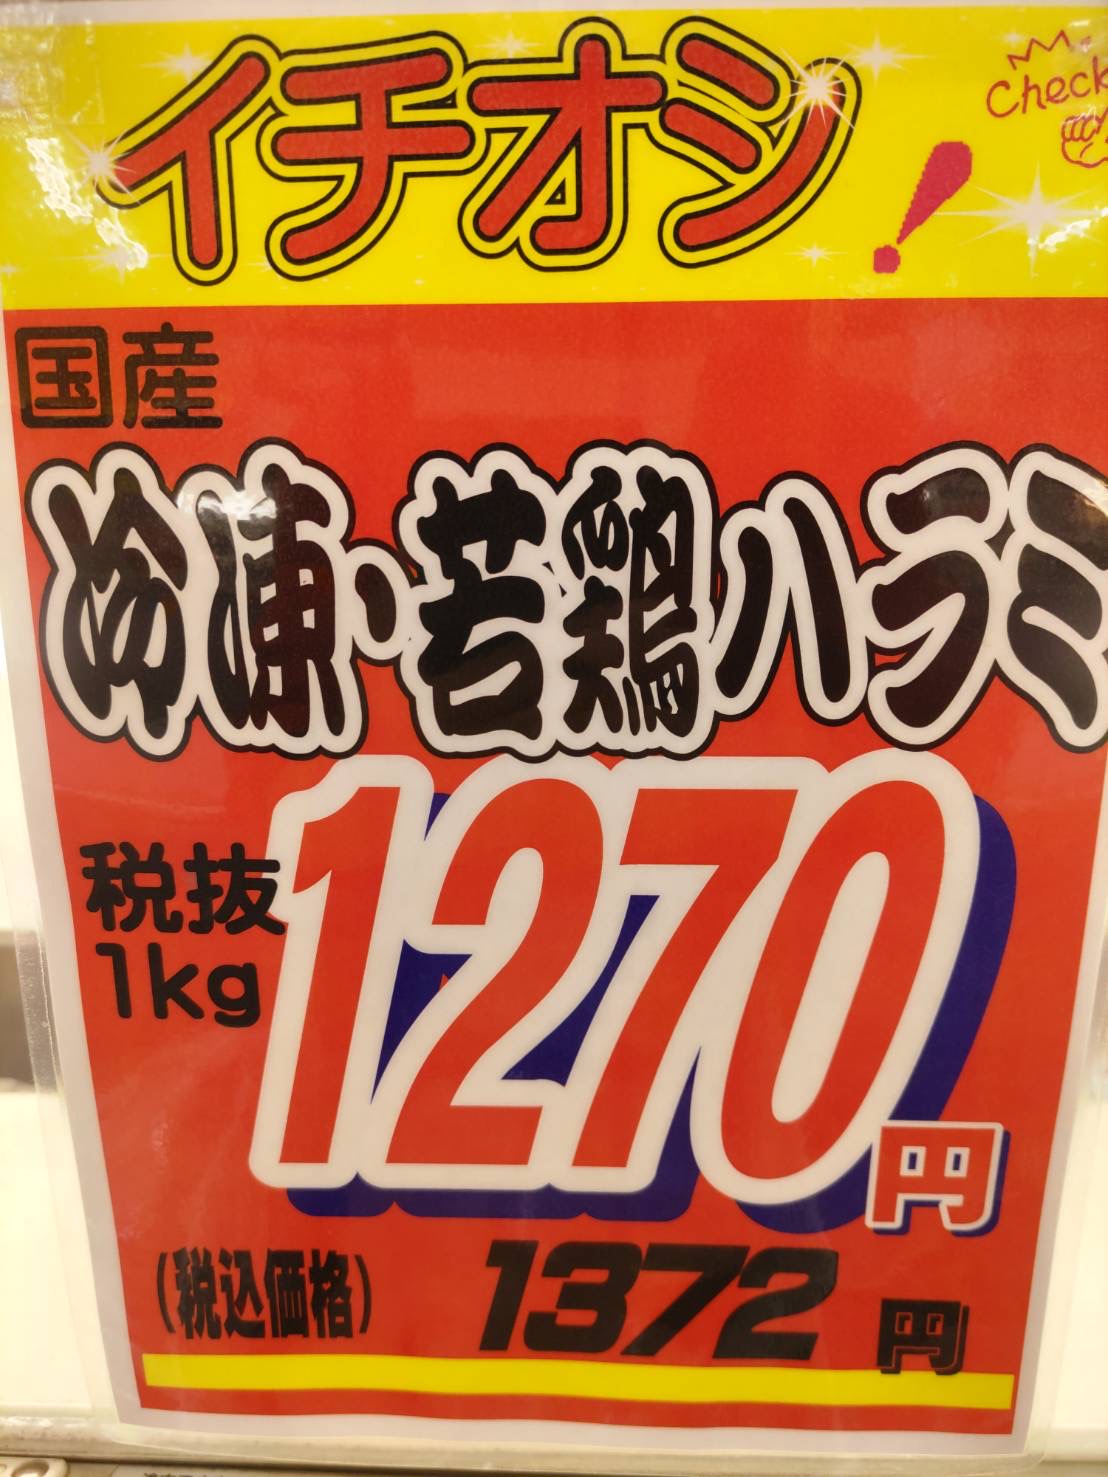 イチオシ!
Check
国産
冷凍・若鶏ハラミ
税抜
1kg
1270円
(税込価格) 1372円